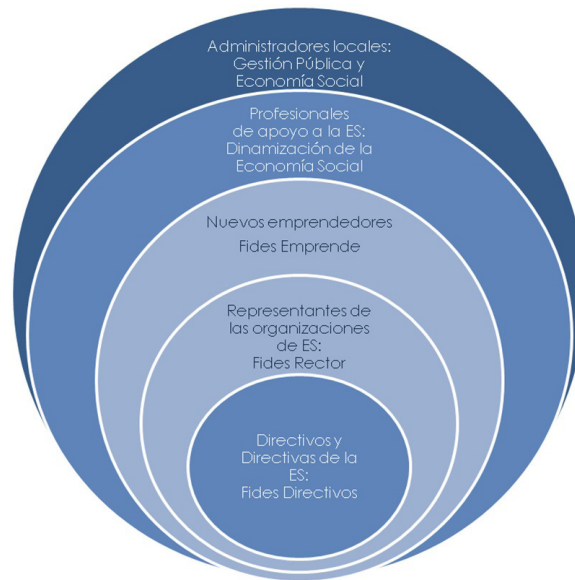 Administradores locales:
Gestión Pública y
Economía Social
Profesionales
de apoyo a la ES:
Dinamización de la
Economía Social
Nuevos emprendedores
Fides Emprende
Representantes de
las organizaciones
de ES:
Fides Rector
Directivos y
Directivas de la
ES:
Fides Directivos